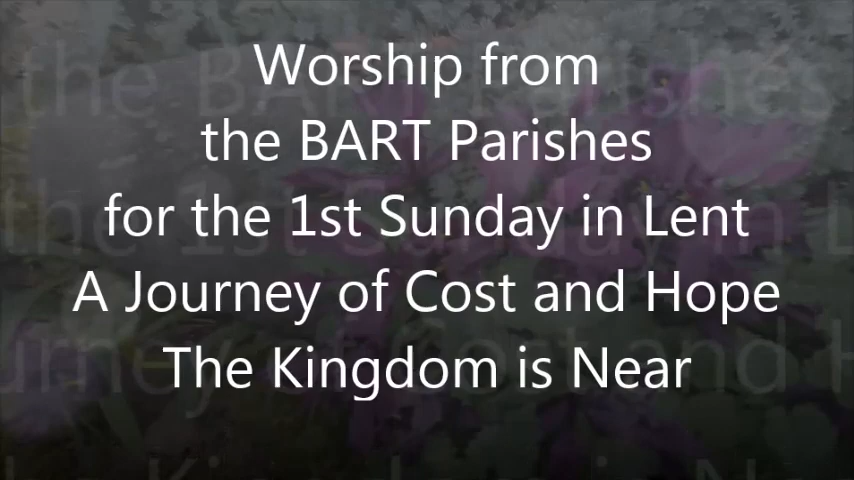 Worship from
the BART Parishes
for the 1st Sunday in Lent
A Journey of Cost and Hope
The Kingdom is Near